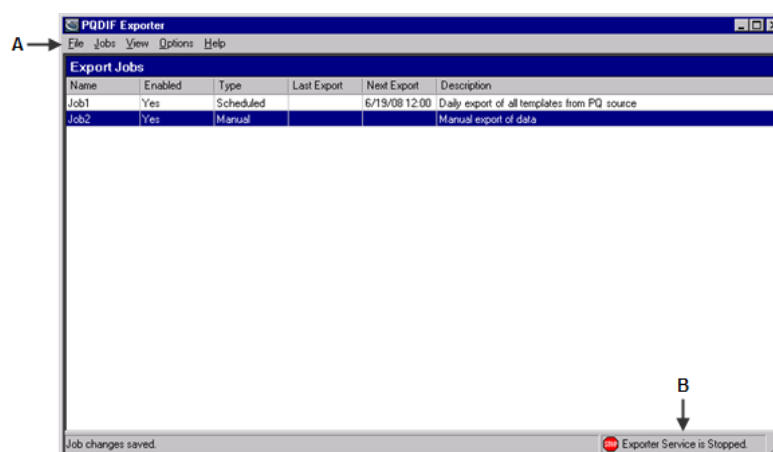 PQDIF Exporter
A
File Jobs View Options Help
Export Jobs
Name Enabled Type Last Export Next Export Description
Job1 Yes Scheduled 6/19/08 12:00 Daily export of all templates from PQ source
Job2 Yes Manual Manual export of data
B
Job changes saved. STOP Exporter Service is Stopped.